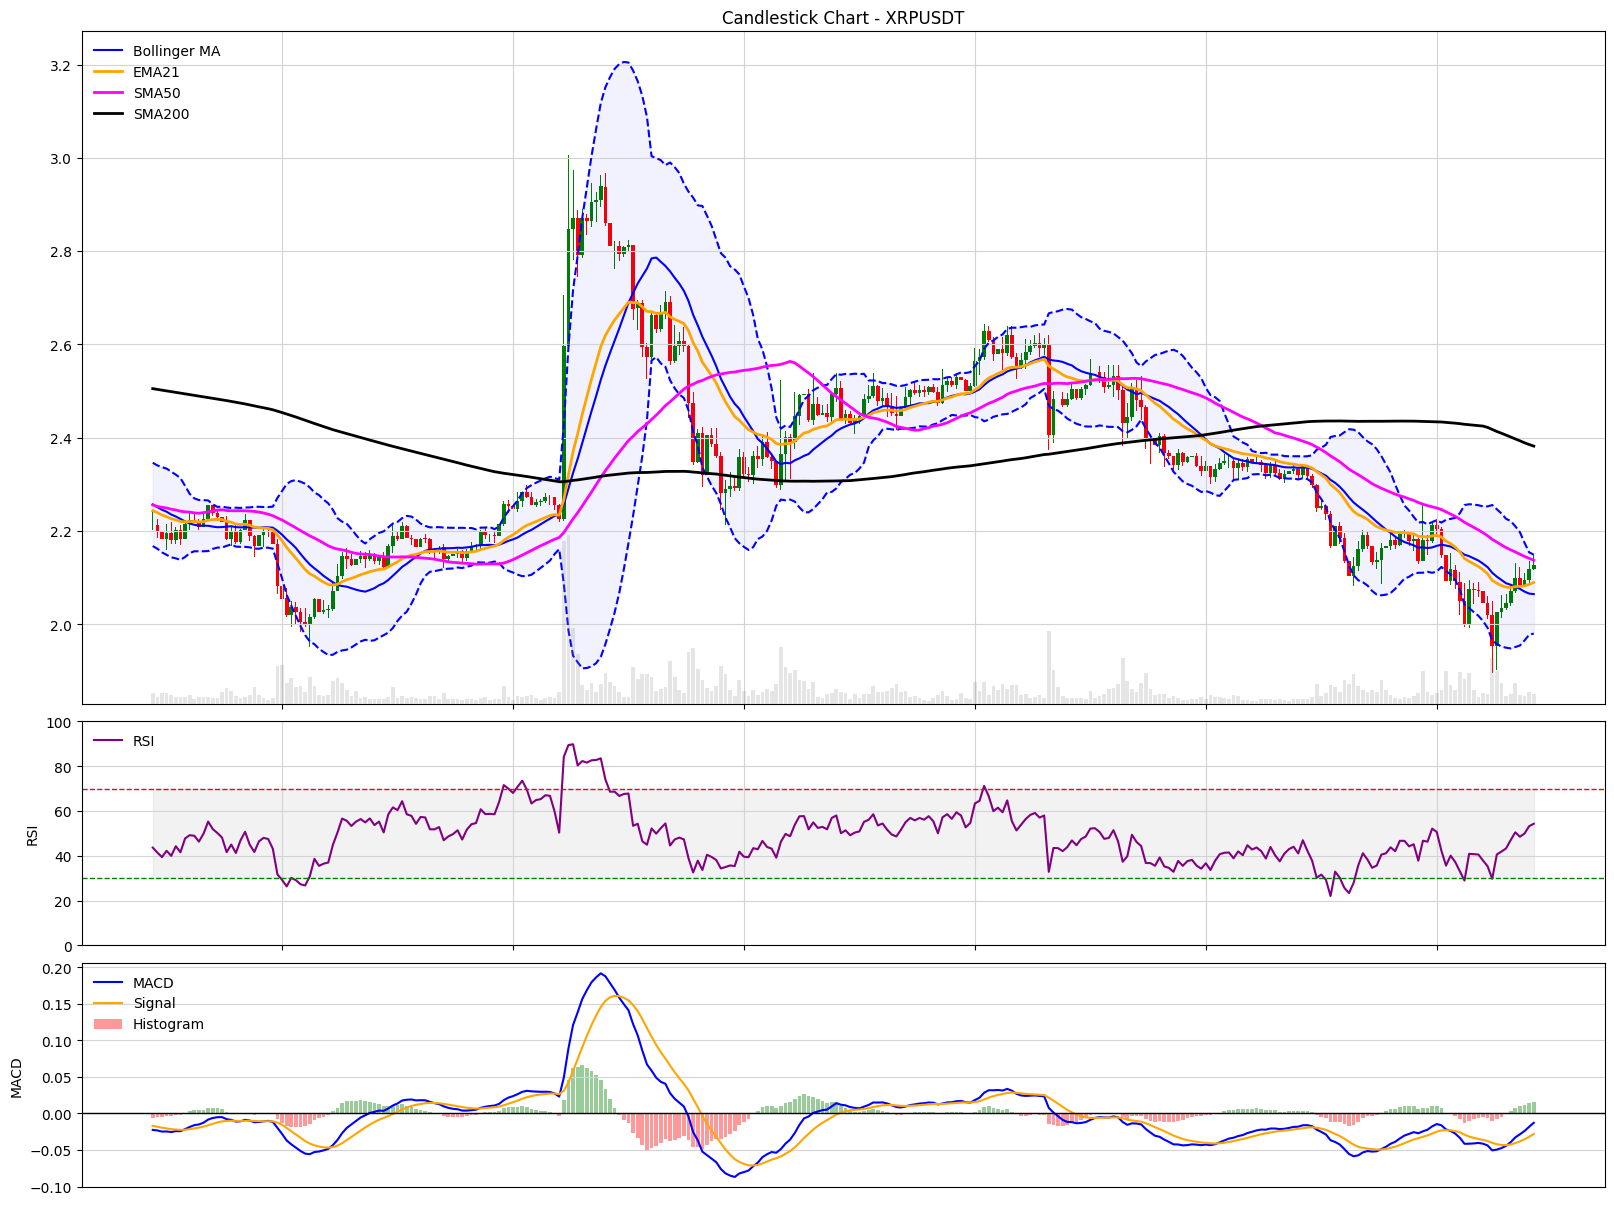 Candlestick Chart - XRPUSDT
Bollinger MA
EMA21
SMA50
SMA200
3.2
3.0
2.8
2.6
2.4
2.2
2.0
RSI
RSI
100
80
60
40
20
0
MACD
Signal
Histogram
MACD
0.20
0.15
0.10
0.05
0.00
−0.05
−0.10